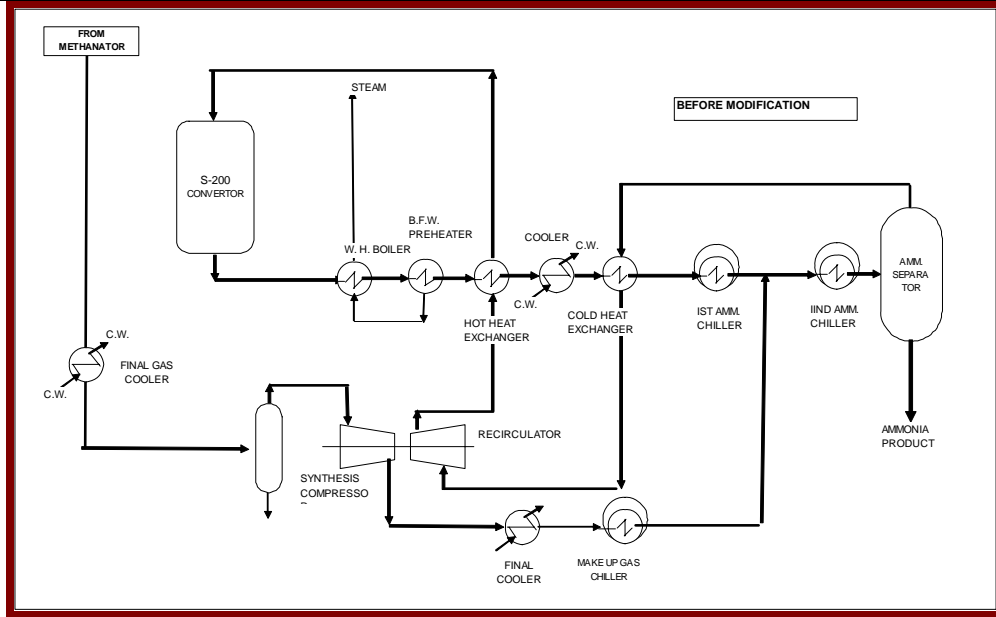 FROM
METHANATOR
STEAM
BEFORE MODIFICATION
S-200
CONVERTOR
B.F.W.
PREHEATER
W. H. BOILER
COOLER
C.W.
C.W.
HOT HEAT
EXCHANGER
COLD HEAT
EXCHANGER
IST AMM.
CHILLER
IIND AMM.
CHILLER
AMM.
SEPARA
TOR
C.W.
FINAL GAS
COOLER
C.W.
RECIRCULATOR
AMMONIA
PRODUCT
SYNTHESIS
COMPRESSO
FINAL
COOLER
MAKE UP GAS
CHILLER